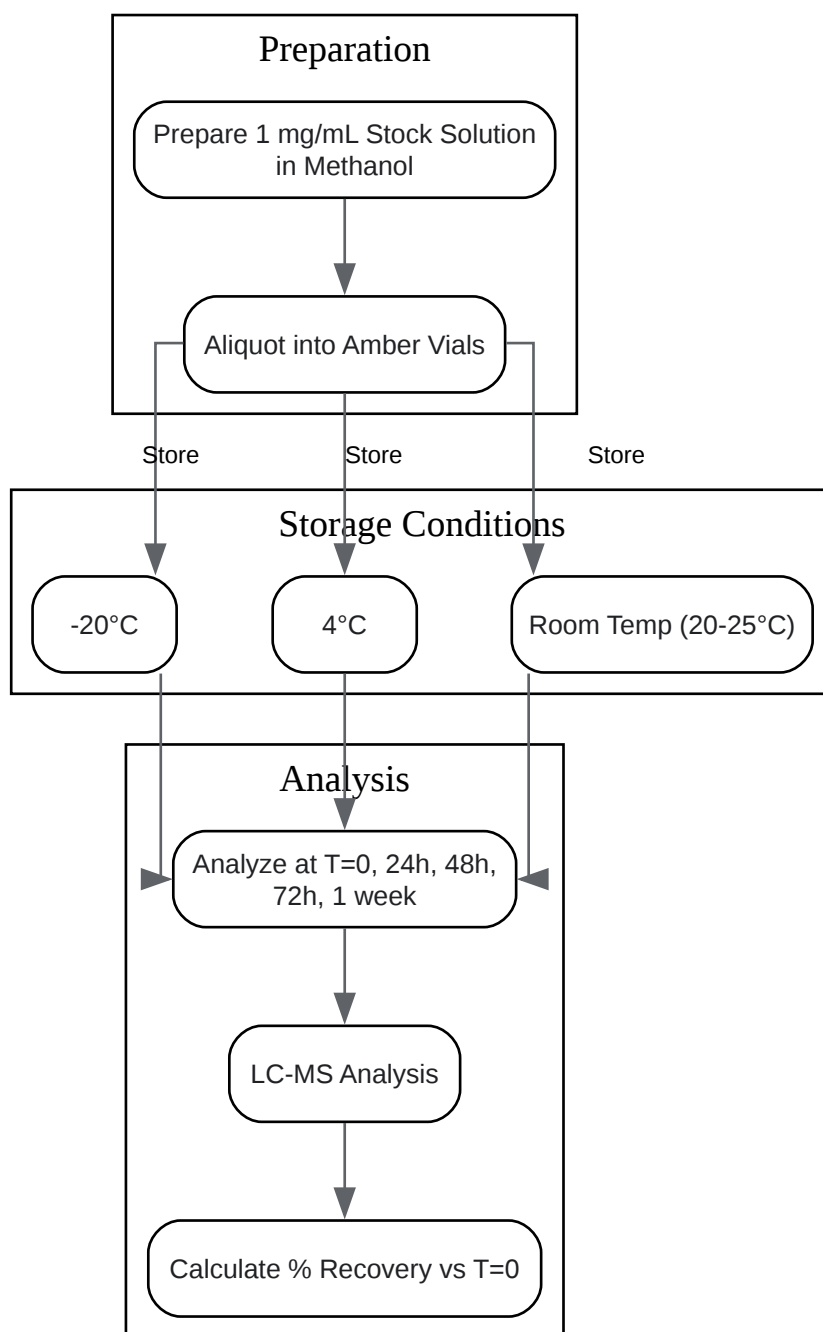 Preparation
Prepare 1 mg/mL Stock Solution
in Methanol
Aliquot into Amber Vials
Store
Store
Store
Storage Conditions
-20°C
4°C
Room Temp (20-25°C)
Analysis
Analyze at T=0, 24h, 48h,
72h, 1 week
LC-MS Analysis
Calculate % Recovery vs T=0